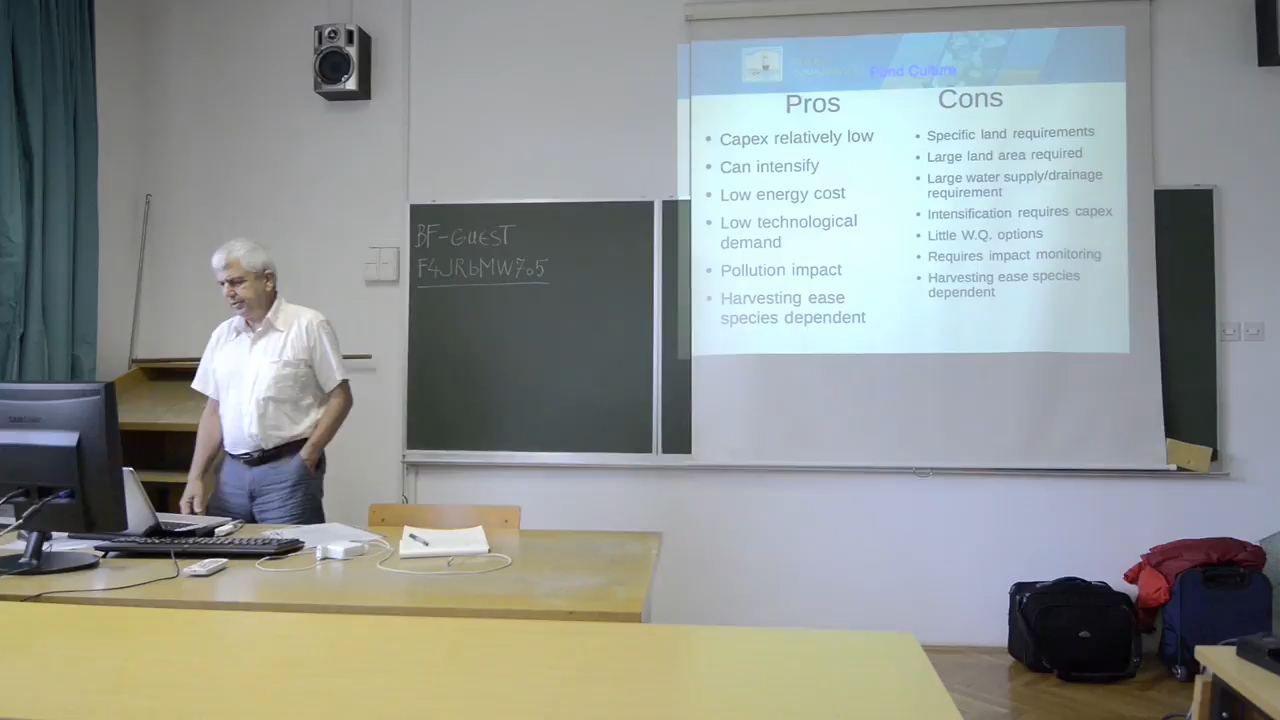 Pond Culture
Pros
Cons
• Capex relatively low
• Can intensify
• Low energy cost
• Low technological
demand
• Pollution impact
• Harvesting ease
species dependent
• Specific land requirements
• Large land area required
• Large water supply/drainage
requirement
• Intensification requires capex
• Little W.Q. options
• Requires impact monitoring
• Harvesting ease species
dependent
BF-GUEST
F4JRbMW705
SAMSUNG